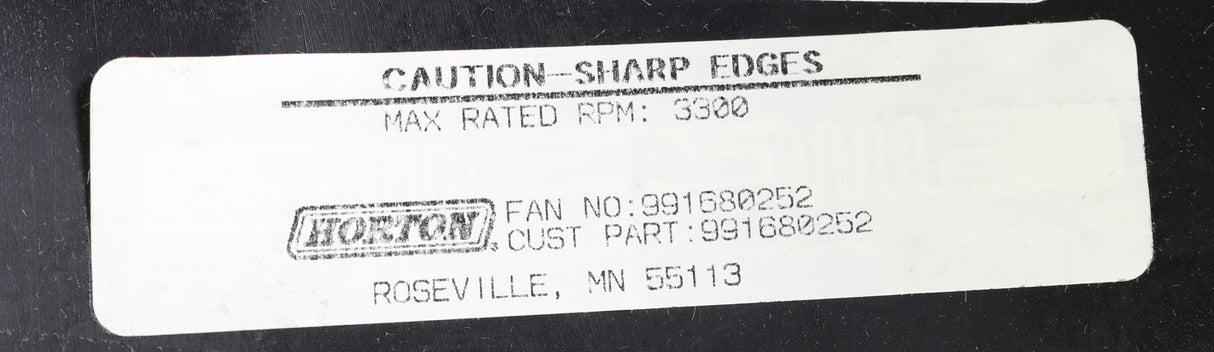 CAUTION—SHARP EDGES
MAX RATED RPM: 3300
HORTON® FAN NO:991680252
CUST PART:991680252
ROSEVILLE, MN 55113